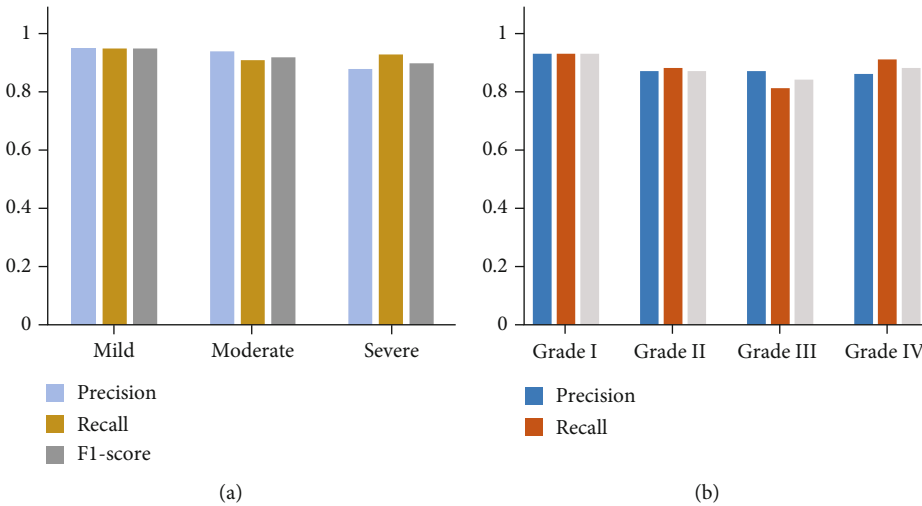 1
0.8
0.6
0.4
0.2
0
Mild Moderate Severe
Precision
Recall
F1-score
(a)
1
0.8
0.6
0.4
0.2
0
Grade I Grade II Grade III Grade IV
Precision
Recall
(b)